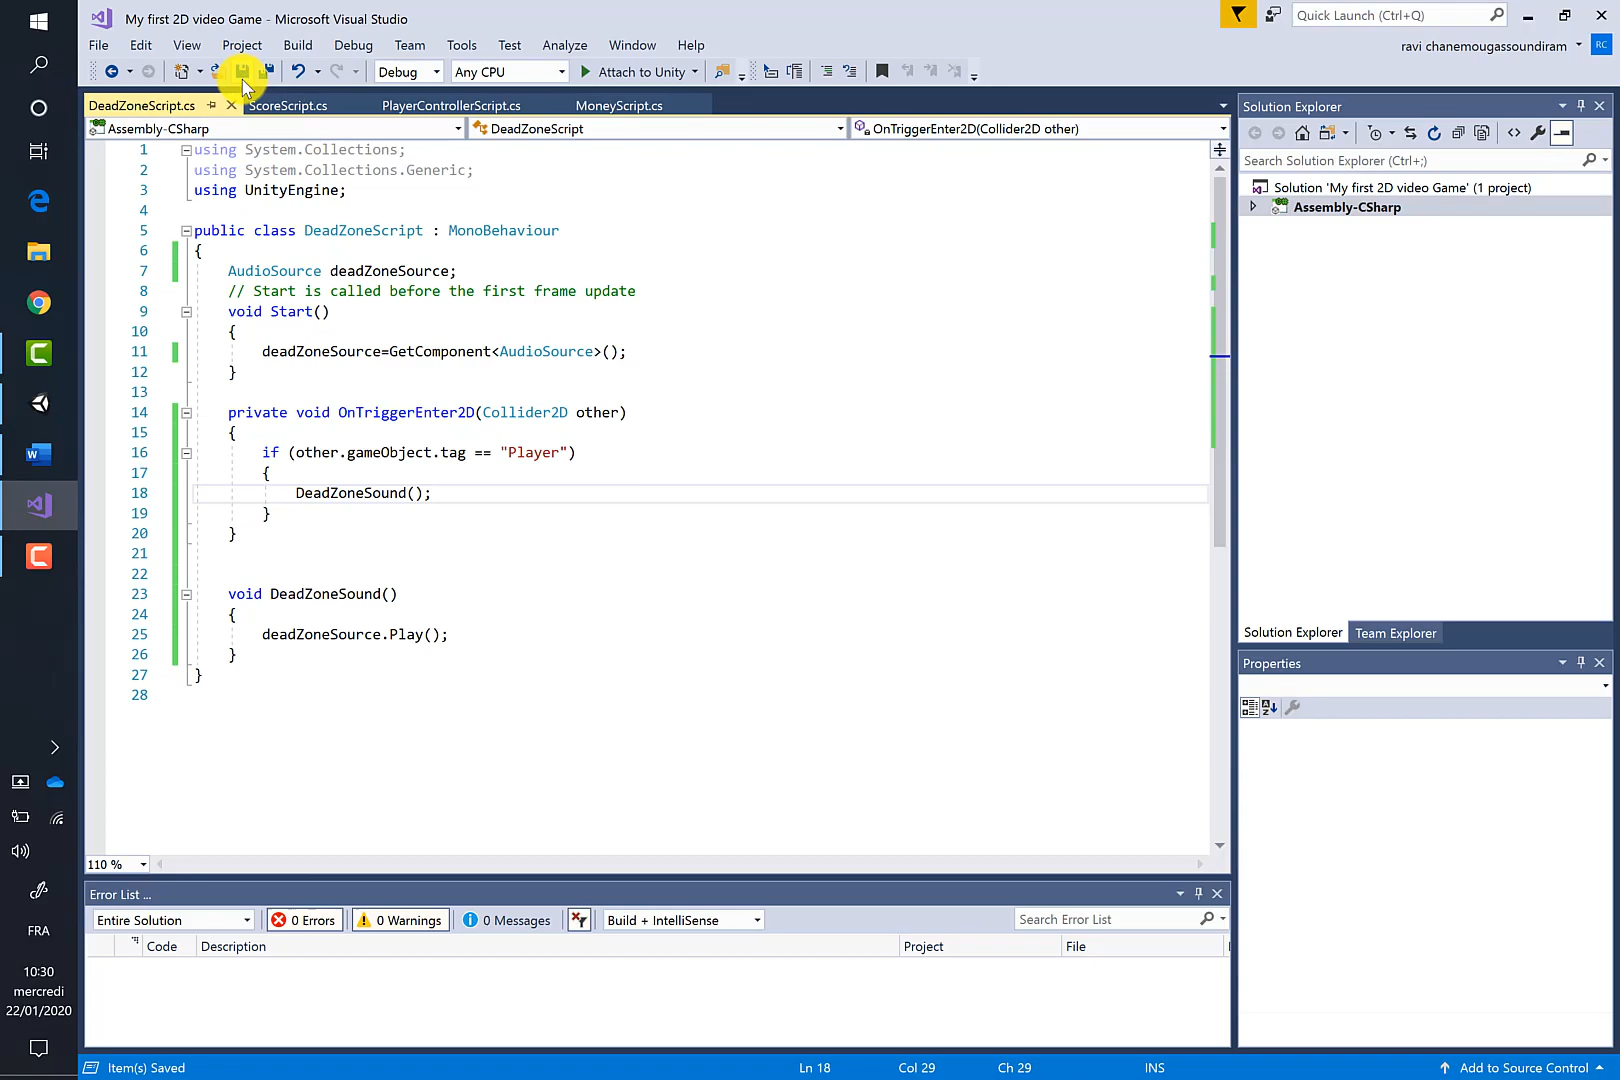 My first 2D video Game - Microsoft Visual Studio
Quick Launch (Ctrl+Q)
File Edit View Project Build Debug Team Tools Test Analyze Window Help
ravi chanemougassoundiram RC
Debug Any CPU Attach to Unity
DeadZoneScript.cs ScoreScript.cs PlayerControllerScript.cs MoneyScript.cs
Assembly-CSharp DeadZoneScript OnTriggerEnter2D(Collider2D other)
1 using System.Collections;
2 using System.Collections.Generic;
3 using UnityEngine;
4
5 public class DeadZoneScript : MonoBehaviour
6 {
7 AudioSource deadZoneSource;
8 // Start is called before the first frame update
9 void Start()
10 {
11 deadZoneSource=GetComponent<AudioSource>();
12 }
13
14 private void OnTriggerEnter2D(Collider2D other)
15 {
16 if (other.gameObject.tag == "Player")
17 {
18 DeadZoneSound();
19 }
20 }
21
22
23 void DeadZoneSound()
24 {
25 deadZoneSource.Play();
26 }
27 }
28
110 %
Solution Explorer
Search Solution Explorer (Ctrl+;)
Solution 'My first 2D video Game' (1 project)
Assembly-CSharp
Solution Explorer Team Explorer
Properties
Error List ...
Entire Solution 0 Errors 0 Warnings 0 Messages Build + IntelliSense Search Error List
Code Description Project File
FRA
10:30
mercredi
22/01/2020
Item(s) Saved Ln 18 Col 29 Ch 29 INS Add to Source Control